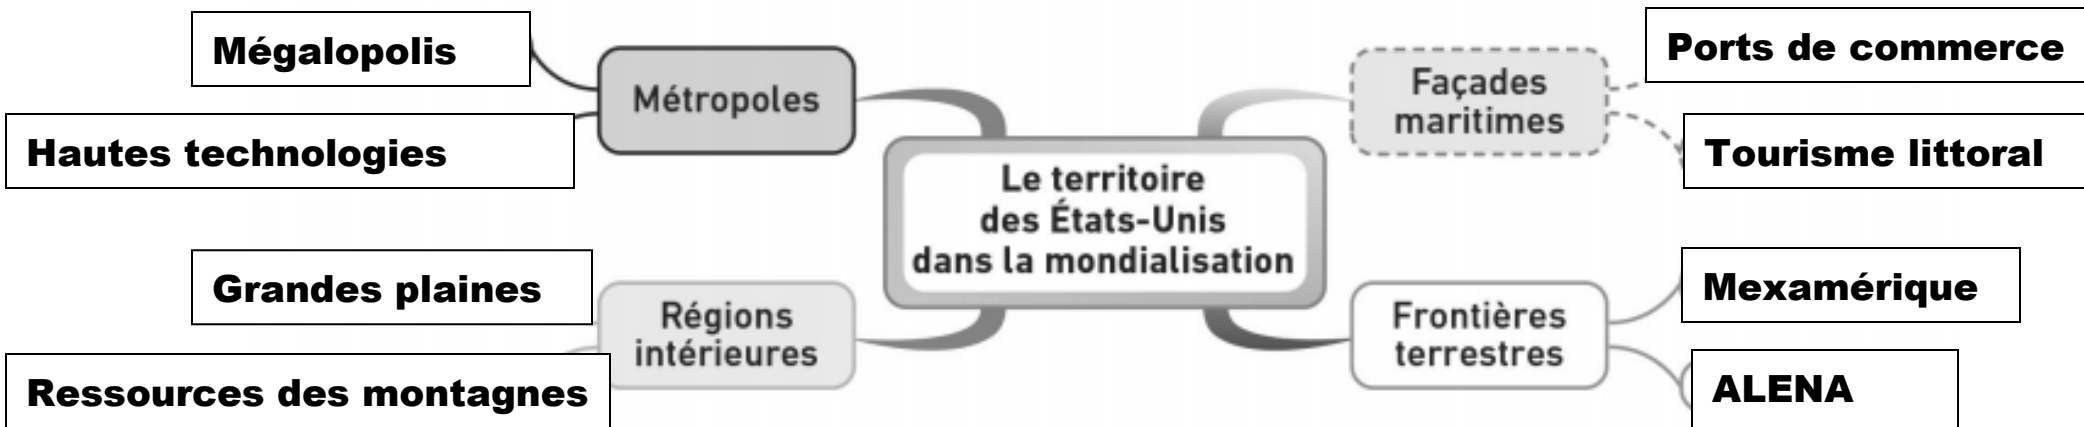 Mégalopolis
Hautes technologies
Métropoles
Grandes plaines
Ressources des montagnes
Régions
intérieures
Le territoire
des États-Unis
dans la mondialisation
Façades
maritimes
Ports de commerce
Tourisme littoral
Frontières
terrestres
Mexamérique
ALENA